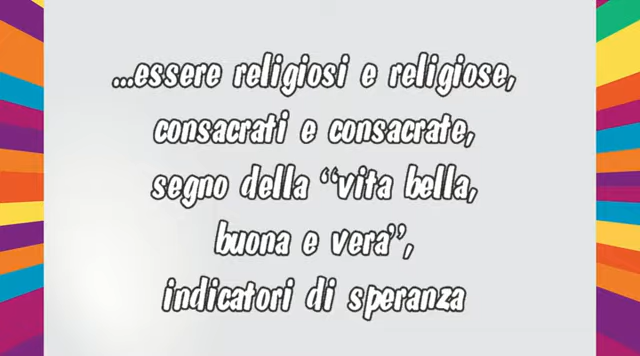 ...essere religiosi e religiose,
consacrati e consacrate,
segno della “vita bella,
buona e vera”,
indicatori di speranza